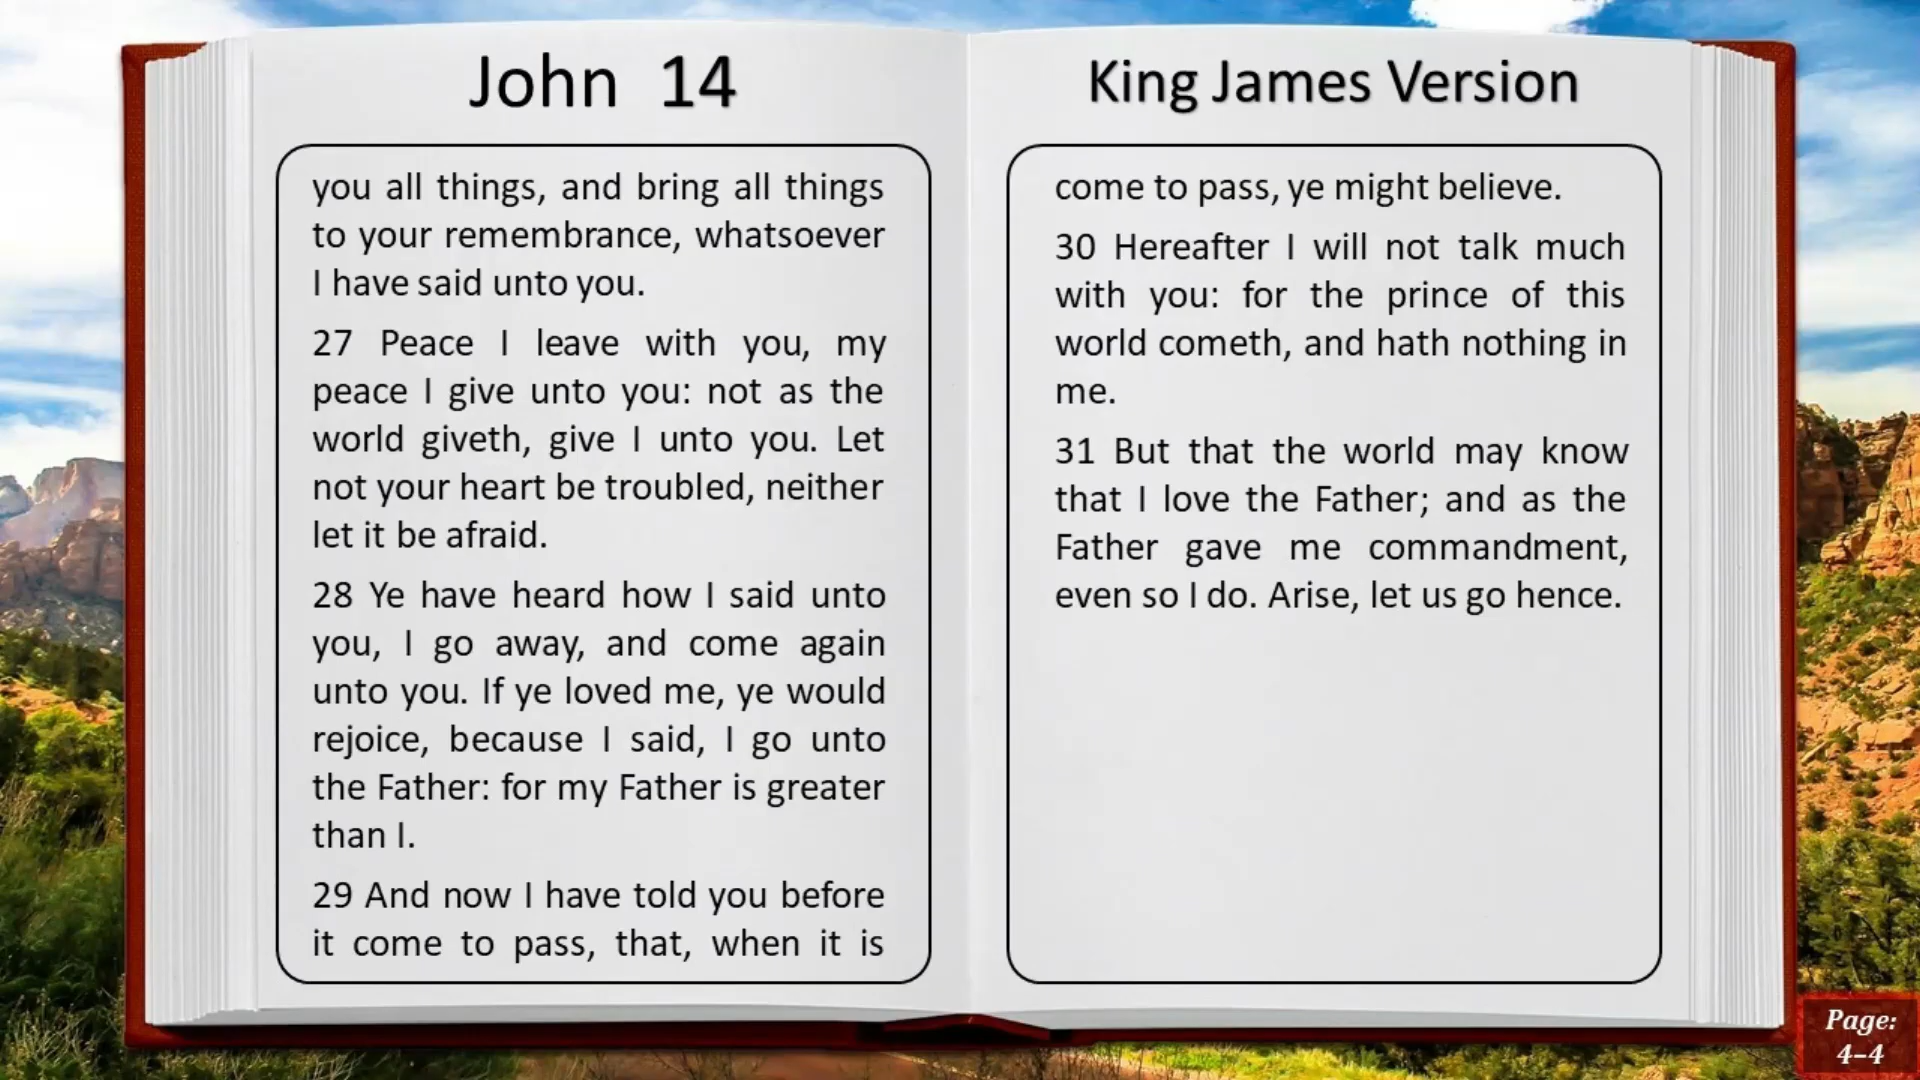 John 14
King James Version
you all things, and bring all things
to your remembrance, whatsoever
I have said unto you.
27 Peace I leave with you, my
peace I give unto you: not as the
world giveth, give I unto you. Let
not your heart be troubled, neither
let it be afraid.
28 Ye have heard how I said unto
you, I go away, and come again
unto you. If ye loved me, ye would
rejoice, because I said, I go unto
the Father: for my Father is greater
than I.
29 And now I have told you before
it come to pass, that, when it is
come to pass, ye might believe.
30 Hereafter I will not talk much
with you: for the prince of this
world cometh, and hath nothing in
me.
31 But that the world may know
that I love the Father; and as the
Father gave me commandment,
even so I do. Arise, let us go hence.
Page:
4–4